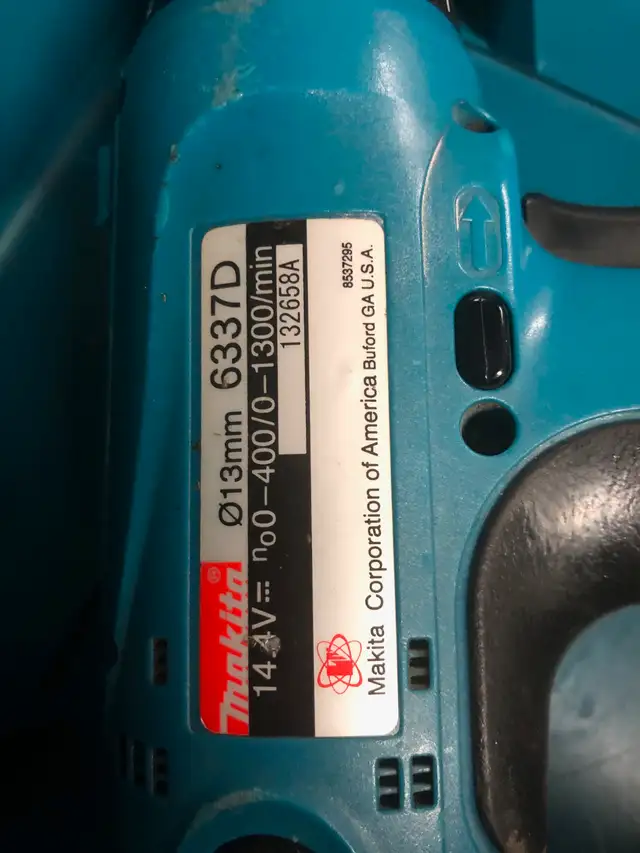 makita®
Ø13mm 6337D
14.4V⎓ n₀0-400/0-1300/min
132658A
8537295
Makita Corporation of America Buford GA U.S.A.